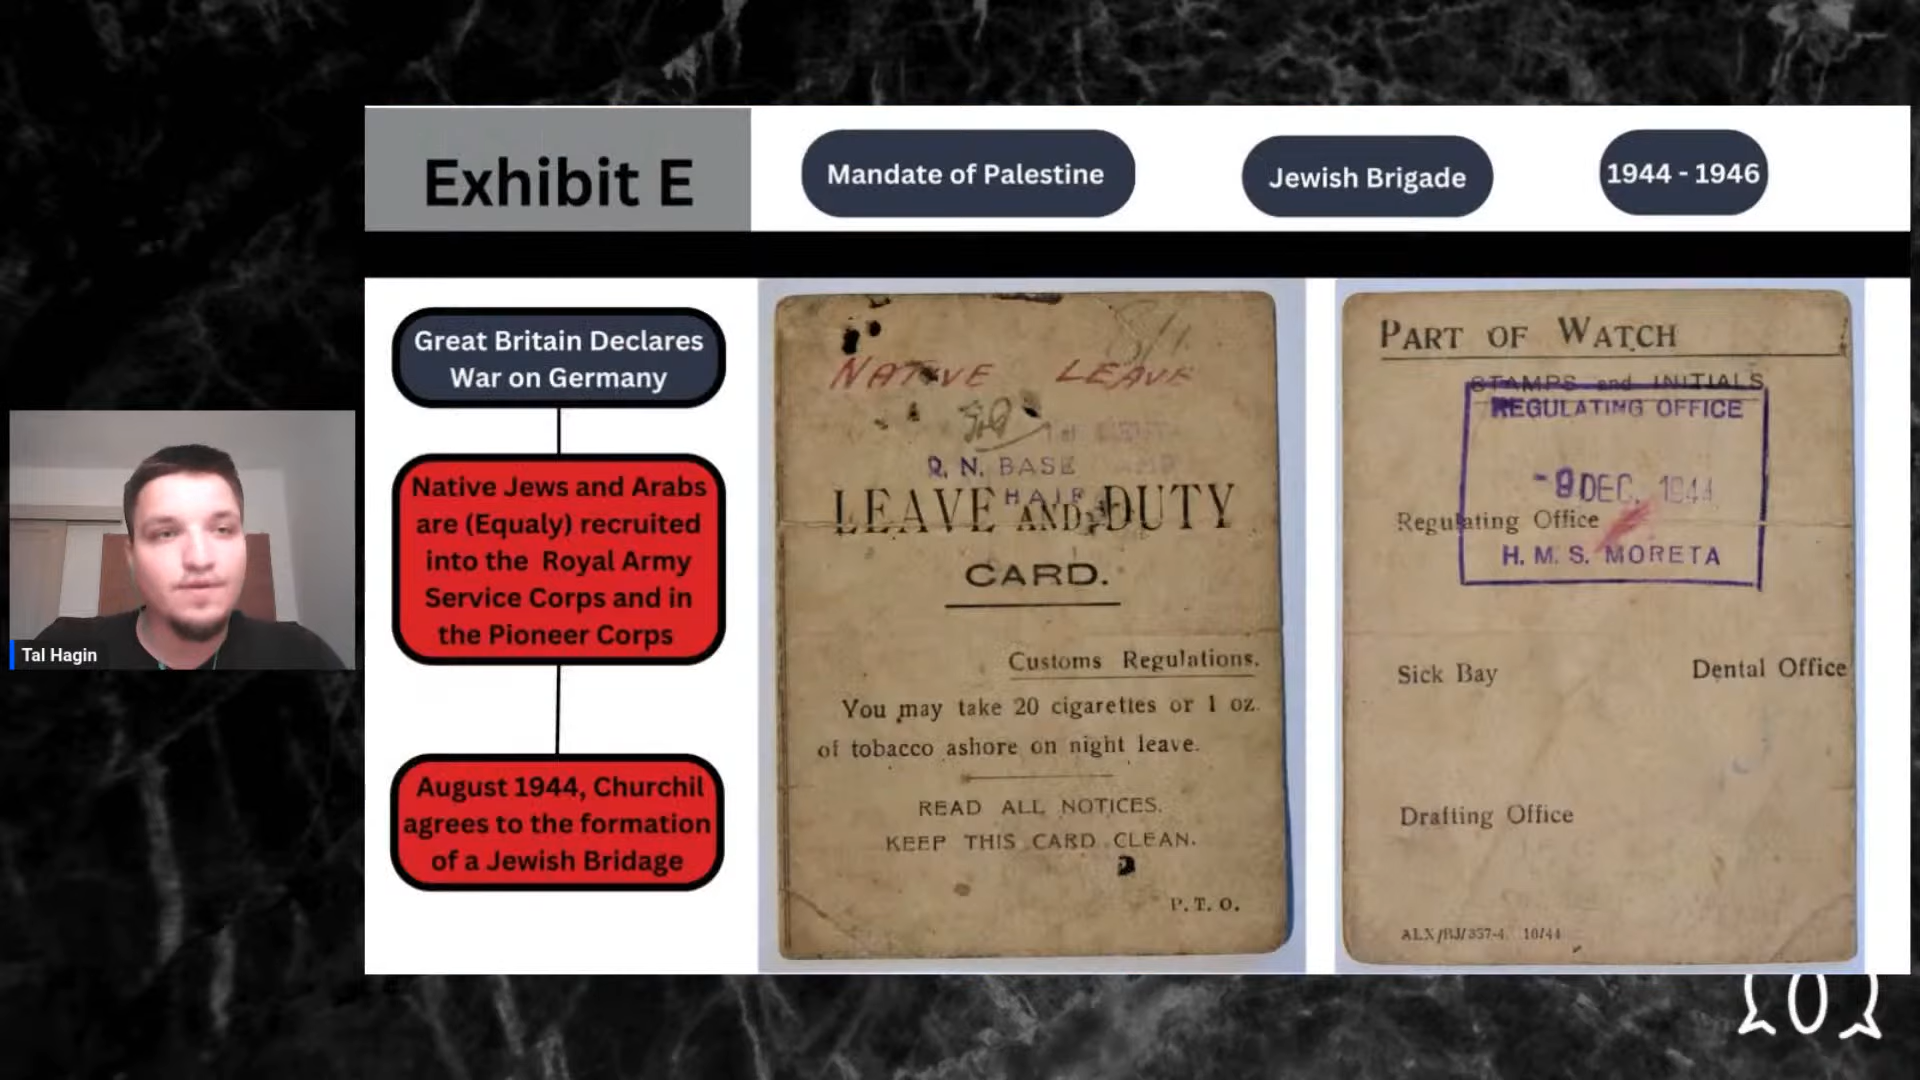 Exhibit E
Mandate of Palestine
Jewish Brigade
1944 - 1946
Great Britain Declares
War on Germany
Native Jews and Arabs
are (Equaly) recruited
into the Royal Army
Service Corps and in
the Pioneer Corps
August 1944, Churchil
agrees to the formation
of a Jewish Bridage
NATIVE LEAVE
R. N. BASE
HAIF
LEAVE AND DUTY
CARD.
Customs Regulations.
You may take 20 cigarettes or 1 oz.
of tobacco ashore on night leave.
READ ALL NOTICES.
KEEP THIS CARD CLEAN.
P. T. O.
PART OF WATCH
STAMPS and INITIALS
REGULATING OFFICE
-9 DEC. 1944
Regulating Office
H. M. S. MORETA
Sick Bay
Dental Office
Drafting Office
ALX/BJ/337-4. 10/44
Tal Hagin